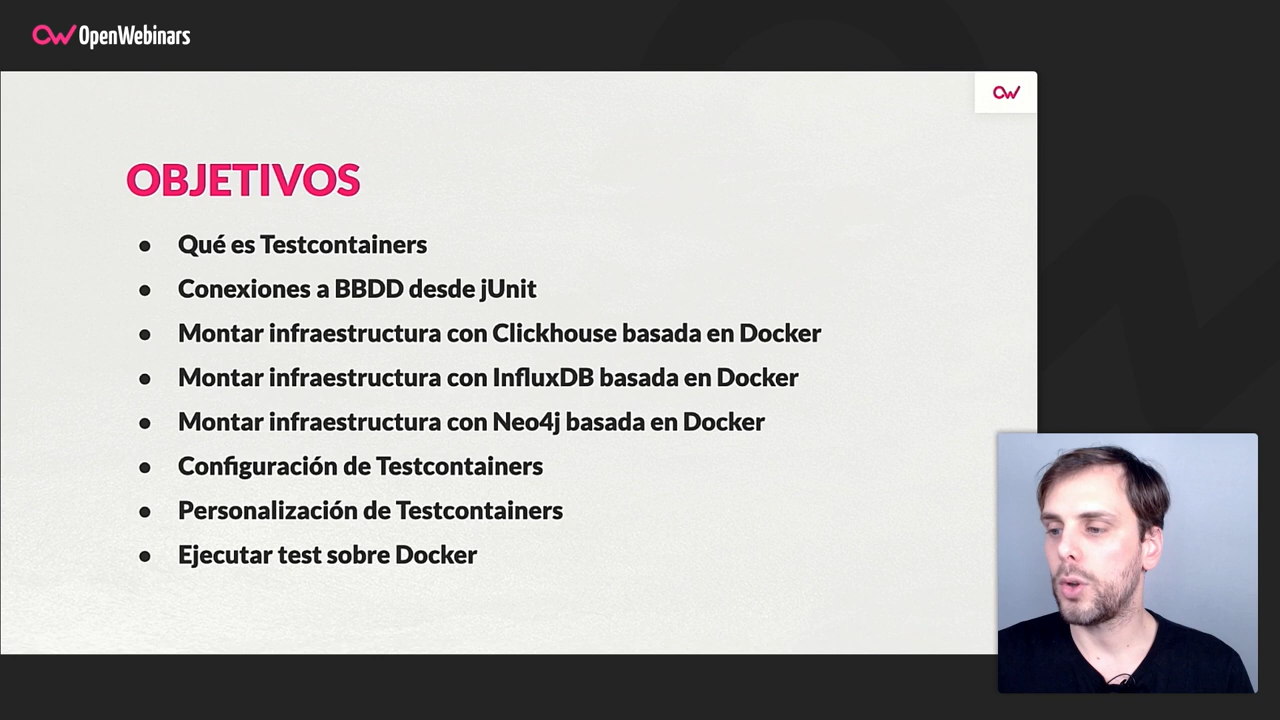 OpenWebinars
OBJETIVOS
● Qué es Testcontainers
● Conexiones a BBDD desde jUnit
● Montar infraestructura con Clickhouse basada en Docker
● Montar infraestructura con InfluxDB basada en Docker
● Montar infraestructura con Neo4j basada en Docker
● Configuración de Testcontainers
● Personalización de Testcontainers
● Ejecutar test sobre Docker